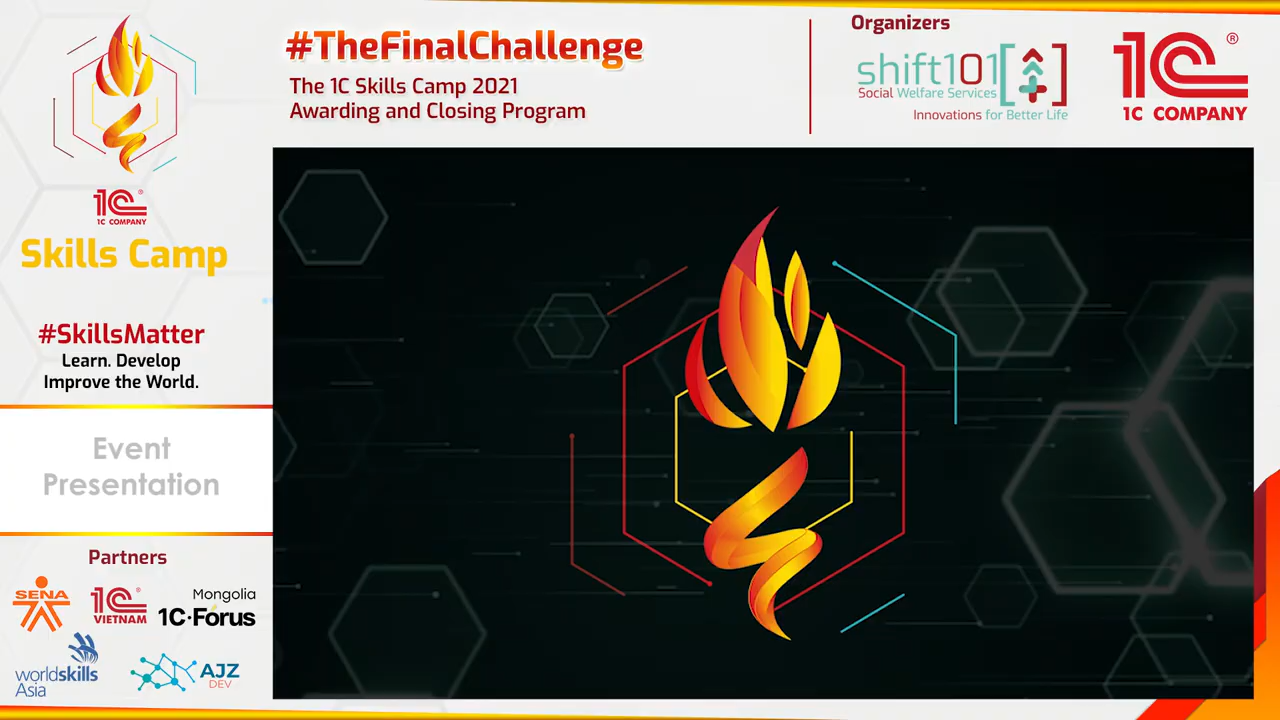 #TheFinalChallenge
The 1C Skills Camp 2021
Awarding and Closing Program
Organizers
shift101
Social Welfare Services
Innovations for Better Life
1C®
1C COMPANY
1C®
1C COMPANY
Skills Camp
#SkillsMatter
Learn. Develop
Improve the World.
Event
Presentation
Partners
SENA
1C®
VIETNAM
Mongolia
1C·Fórus
worldskills
Asia
AJZ
DEV